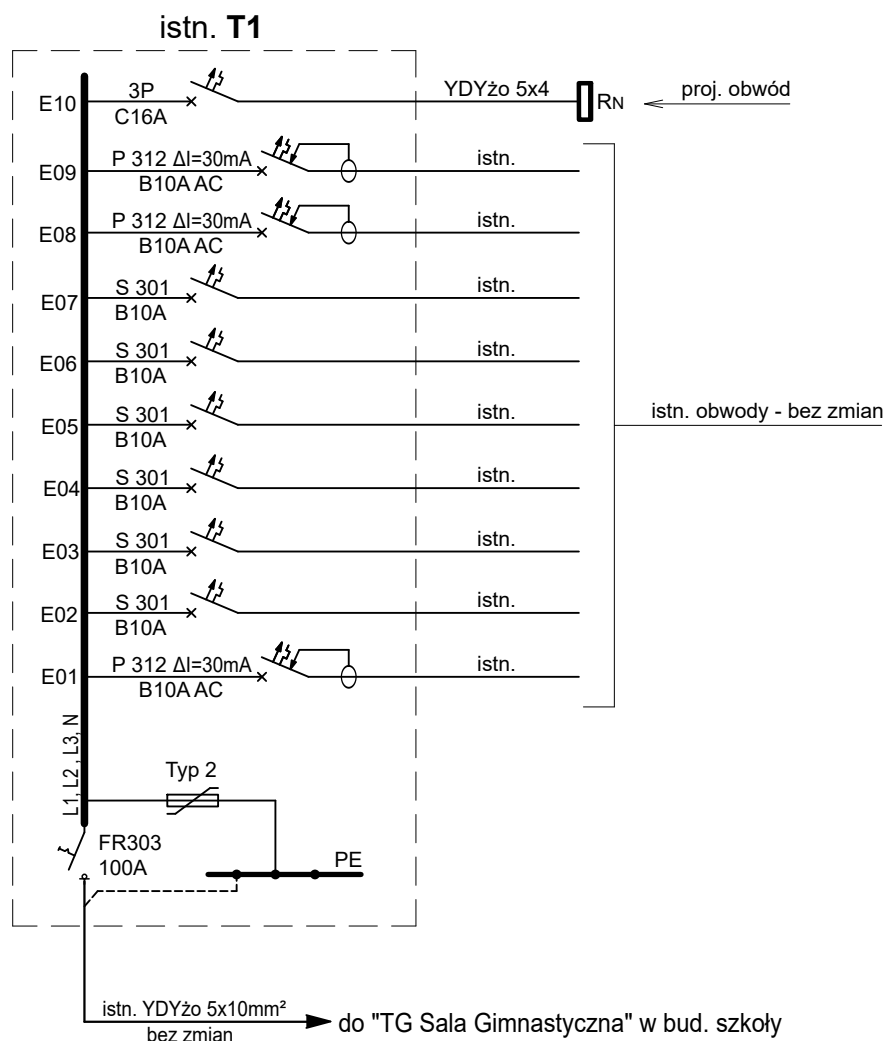 istn. T1
E10 3P YDYżo 5x4 RN proj. obwód
C16A
E09 P 312 ΔI=30mA istn.
B10A AC
E08 P 312 ΔI=30mA istn.
B10A AC
E07 S 301 istn.
B10A
E06 S 301 istn.
B10A
istn. obwody - bez zmian
E05 S 301 istn.
B10A
E04 S 301 istn.
B10A
E03 S 301 istn.
B10A
E02 S 301 istn.
B10A
E01 P 312 ΔI=30mA istn.
B10A AC
L1, L2 , L3, N
Typ 2
FR303
100A
PE
istn. YDYżo 5x10mm²
bez zmian
do "TG Sala Gimnastyczna" w bud. szkoły